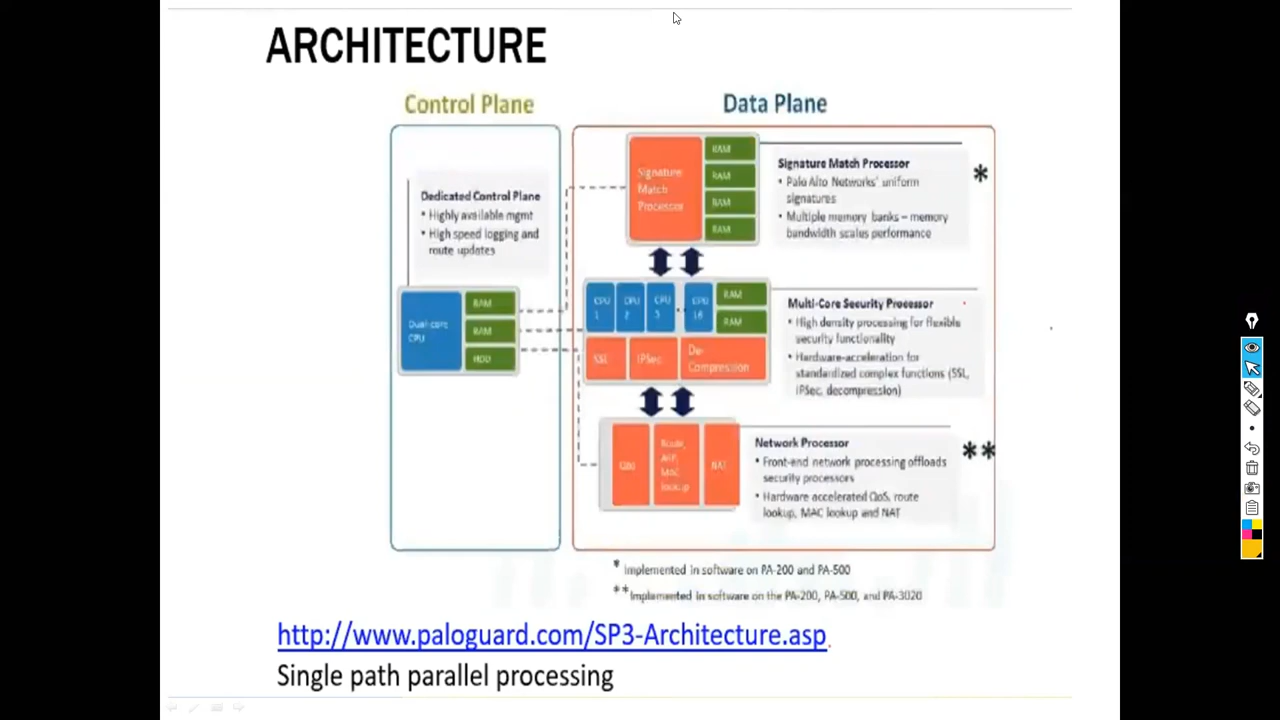 ARCHITECTURE
Control Plane
Data Plane
Dedicated Control Plane
• Highly available mgmt
• High speed logging and
route updates
Dual-core
CPU
RAM
RAM
HDD
Signature
Match
Processor
RAM
RAM
RAM
RAM
Signature Match Processor
• Palo Alto Networks' uniform
signatures
• Multiple memory banks – memory
bandwidth scales performance
*
CPU
1
CPU
2
CPU
3
..
CPU
16
RAM
RAM
SSL
IPSec
De-
Compression
Multi-Core Security Processor
• High density processing for flexible
security functionality
• Hardware-acceleration for
standardized complex functions (SSL,
IPSec, decompression)
QoS
Route,
ARP,
MAC
lookup
NAT
Network Processor
• Front-end network processing offloads
security processors
• Hardware accelerated QoS, route
lookup, MAC lookup and NAT
**
* Implemented in software on PA-200 and PA-500
**Implemented in software on the PA-200, PA-500, and PA-3020
http://www.paloguard.com/SP3-Architecture.asp
Single path parallel processing